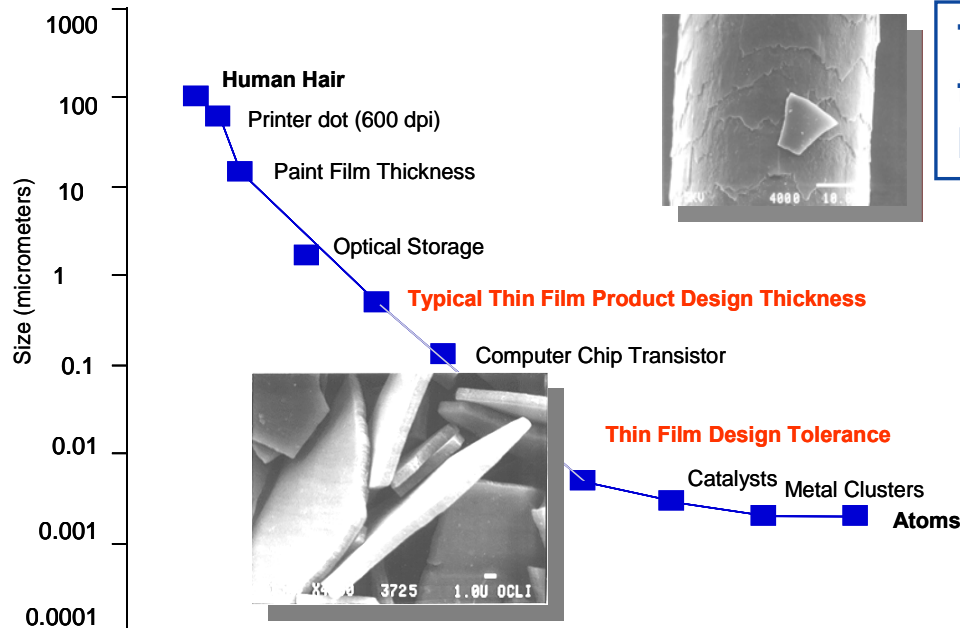 1000
Human Hair
100
Printer dot (600 dpi)
Paint Film Thickness
10
Optical Storage
1
Typical Thin Film Product Design Thickness
Size (micrometers)
Computer Chip Transistor
0.1
Thin Film Design Tolerance
0.01
Catalysts
Metal Clusters
Atoms
0.001
0.0001
4000 10.
3725 1.0U OCLI